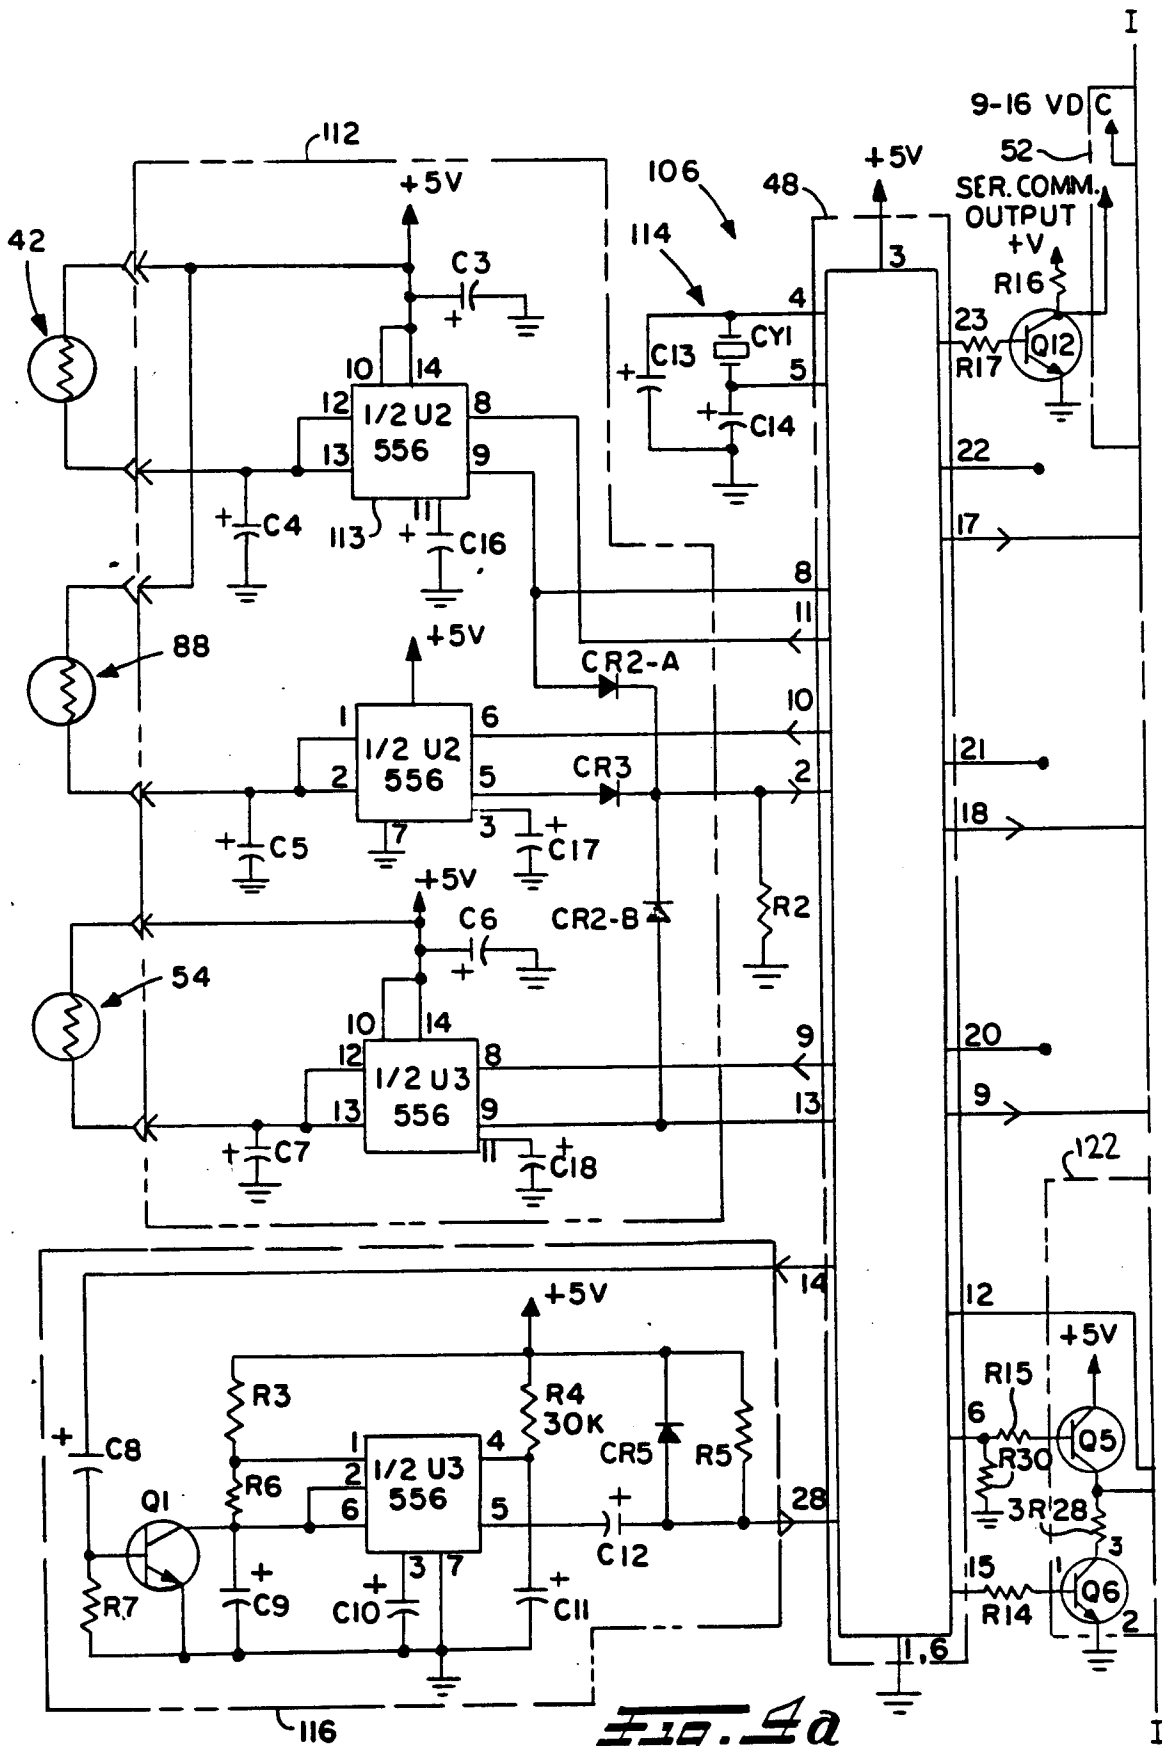 I
9-16 VDC
112
+5V
52
106
48
+5V
SER. COMM.
OUTPUT
+V
42
114
C3
+
3
R16
4
23
10
14
C13
CY1
Q12
+
5
R17
12
1/2 U2
8
+
C14
13
556
9
22
+
C4
113
11
+
C16
17
8
+5V
11
88
CR2-A
10
1
6
1/2 U2
CR3
21
2
556
5
2
18
+
C5
7
3
+
C17
+5V
C6
CR2-B
R2
+
54
10
14
20
12
8
9
1/2 U3
13
556
9
13
9
+
C7
11
+
C18
122
14
+5V
12
+5V
R3
R4
30K
R15
+
C8
CR5
R5
6
Q5
1
4
R30
1/2 U3
2
R6
556
Q1
6
5
+
28
3
R28
C12
3
7
3
15
1
Q6
R7
+
C9
+
C10
+
C11
R14
2
1,6
116
Fig. 4a
I